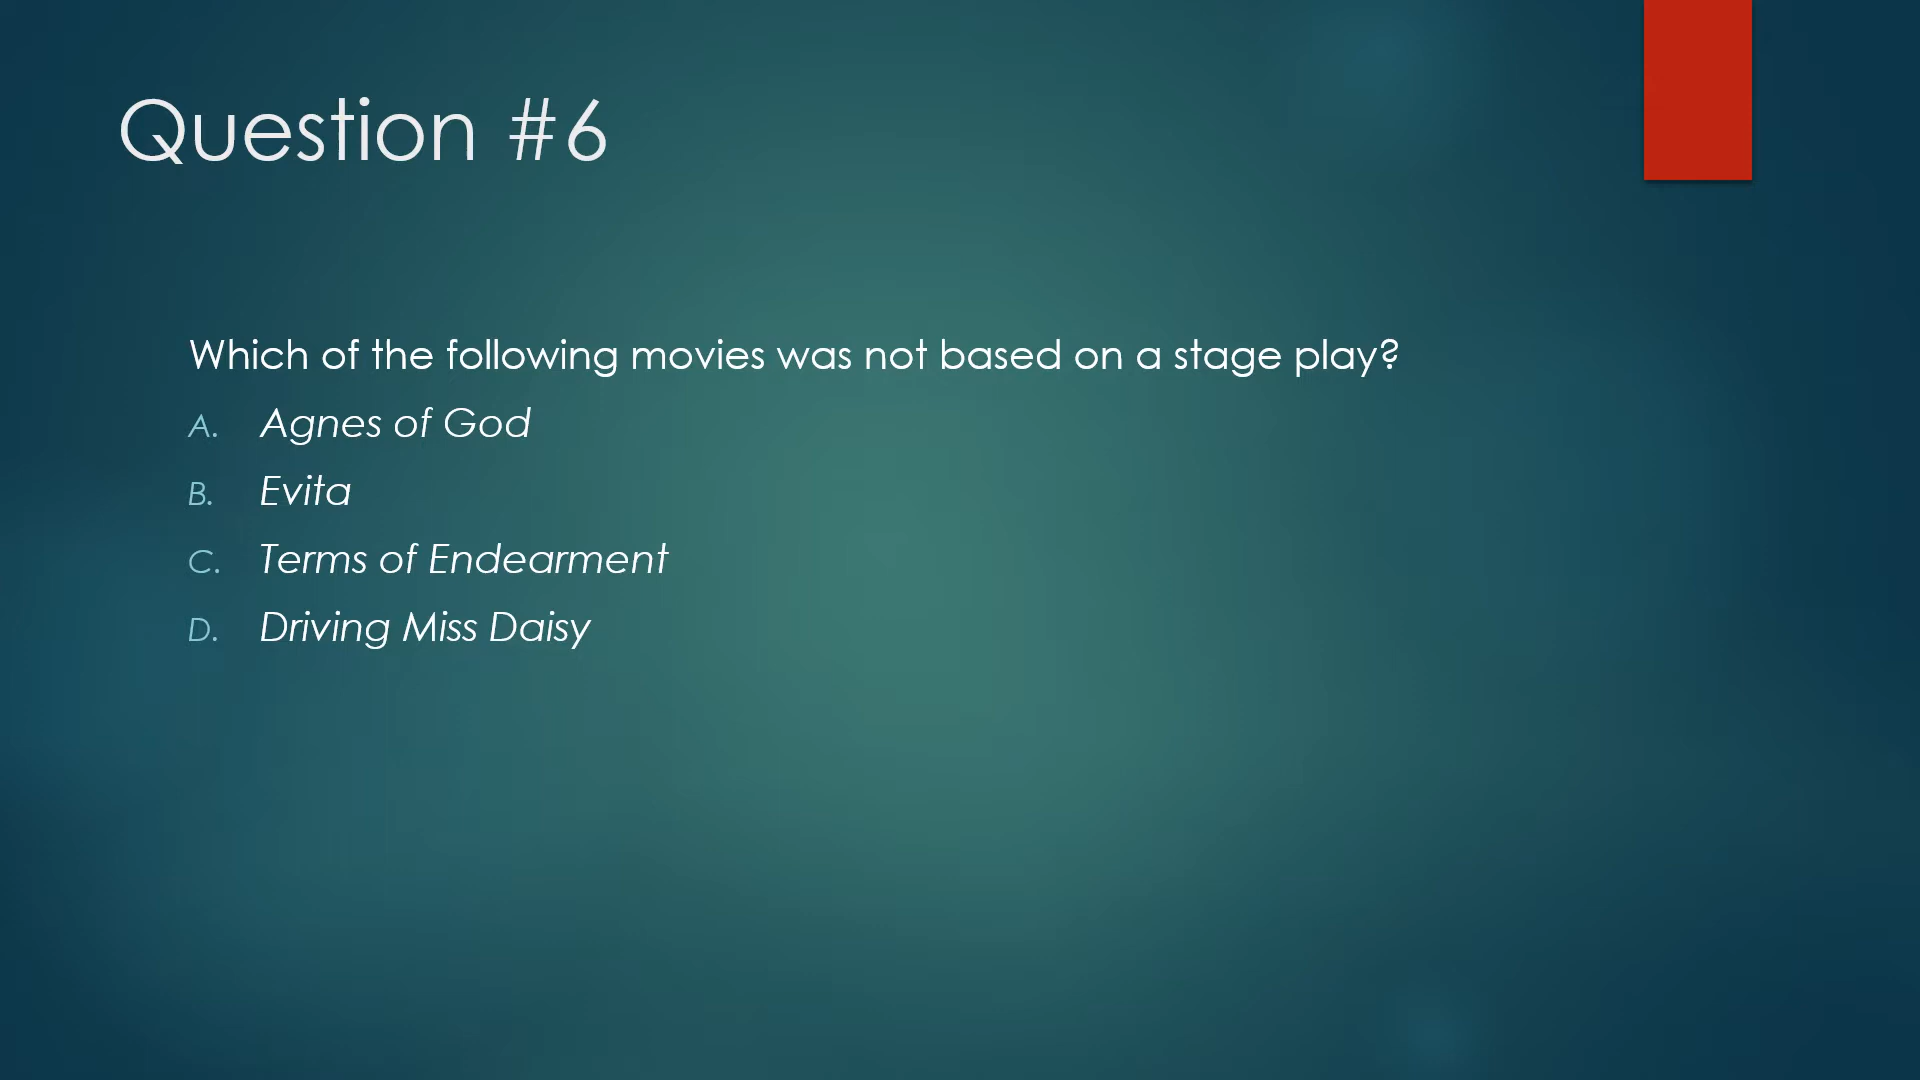 Question #6
Which of the following movies was not based on a stage play?
A. Agnes of God
B. Evita
C. Terms of Endearment
D. Driving Miss Daisy